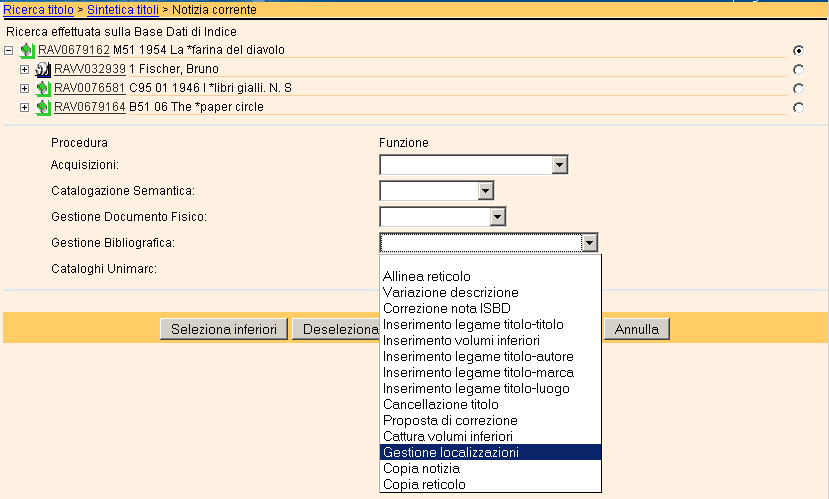 Ricerca titolo > Sintetica titoli > Notizia corrente
Ricerca effettuata sulla Base Dati di Indice
RAV0679162 M51 1954 La *farina del diavolo
RAVV032939 1 Fischer, Bruno
RAV0076581 C95 01 1946 I *libri gialli. N. S
RAV0679164 B51 06 The *paper circle
Procedura Funzione
Acquisizioni:
Catalogazione Semantica:
Gestione Documento Fisico:
Gestione Bibliografica:
Cataloghi Unimarc:
Allinea reticolo
Variazione descrizione
Correzione nota ISBD
Inserimento legame titolo-titolo
Inserimento volumi inferiori
Inserimento legame titolo-autore
Inserimento legame titolo-marca
Inserimento legame titolo-luogo
Cancellazione titolo
Proposta di correzione
Cattura volumi inferiori
Gestione localizzazioni
Copia notizia
Copia reticolo
Seleziona inferiori Deseleziona Annulla